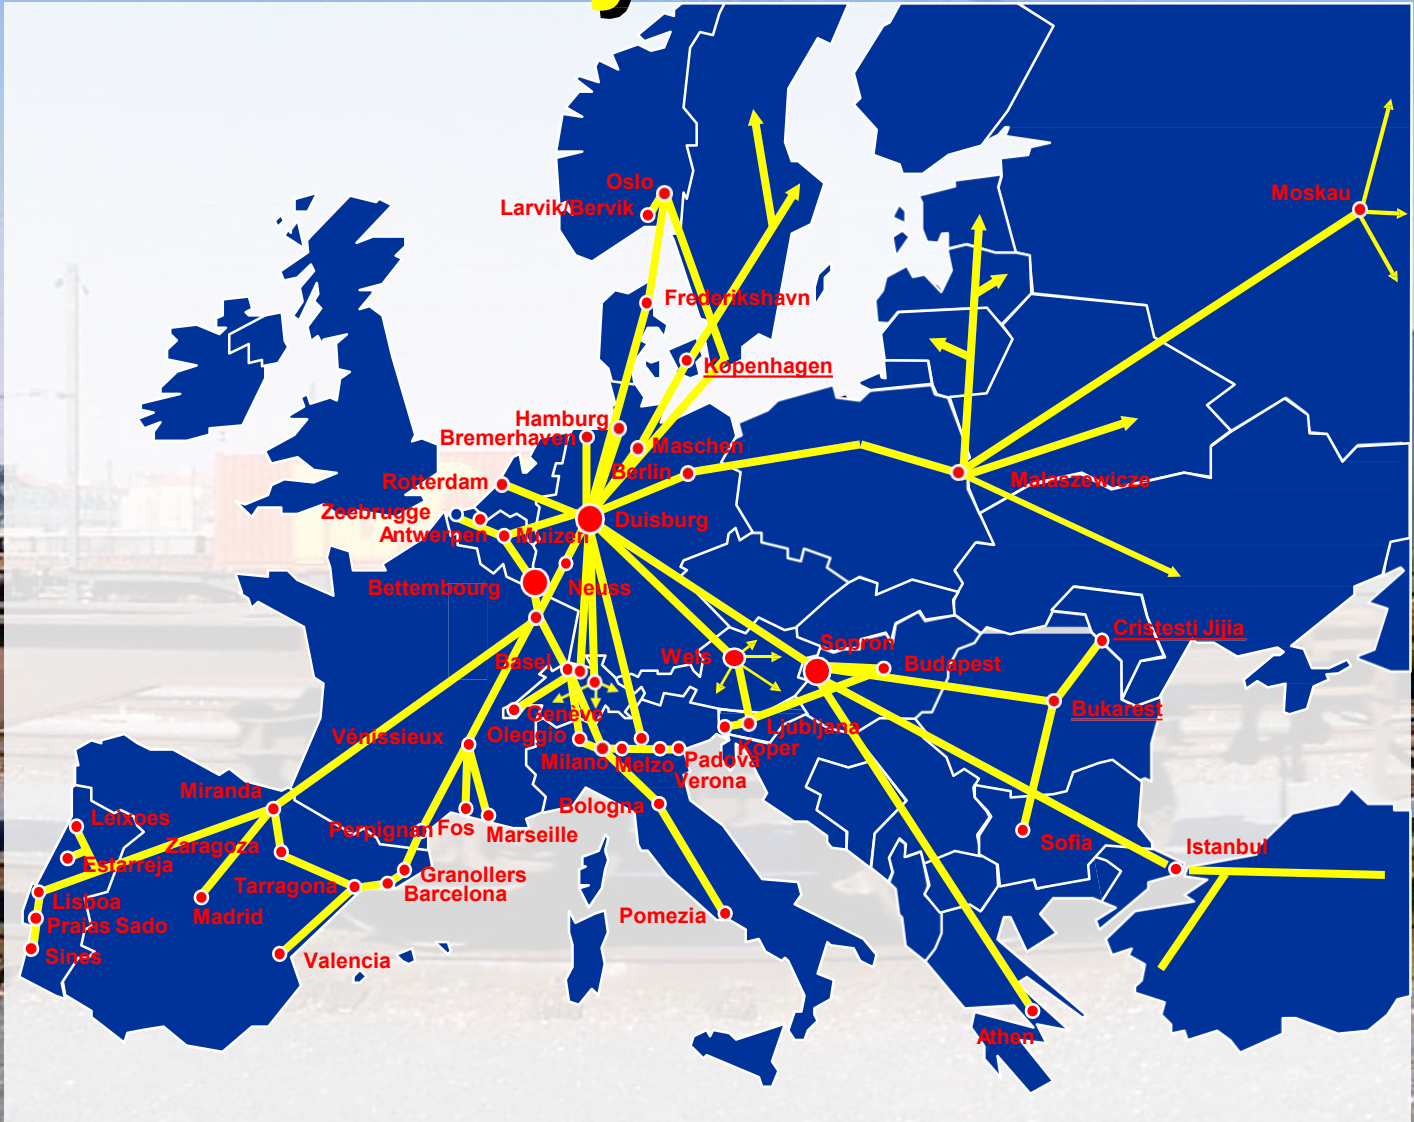 Moskau
Oslo
Larvik/Bervik
Frederikshavn
Kopenhagen
Hamburg
Bremerhaven
Maschen
Berlin
Rotterdam
Malaszewicze
Zeebrugge
Duisburg
Antwerpen
Muizen
Bettembourg
Neuss
Cristesti Jijia
Sopron
Basel
Wels
Budapest
Bukarest
Genève
Ljubljana
Vénissieux
Oleggio
Koper
Milano
Melzo
Padova
Verona
Miranda
Bologna
Leixoes
Perpignan
Fos
Marseille
Zaragoza
Sofia
Istanbul
Estarreja
Granollers
Tarragona
Barcelona
Lisboa
Madrid
Pomezia
Prajas Sado
Sines
Valencia
Athen